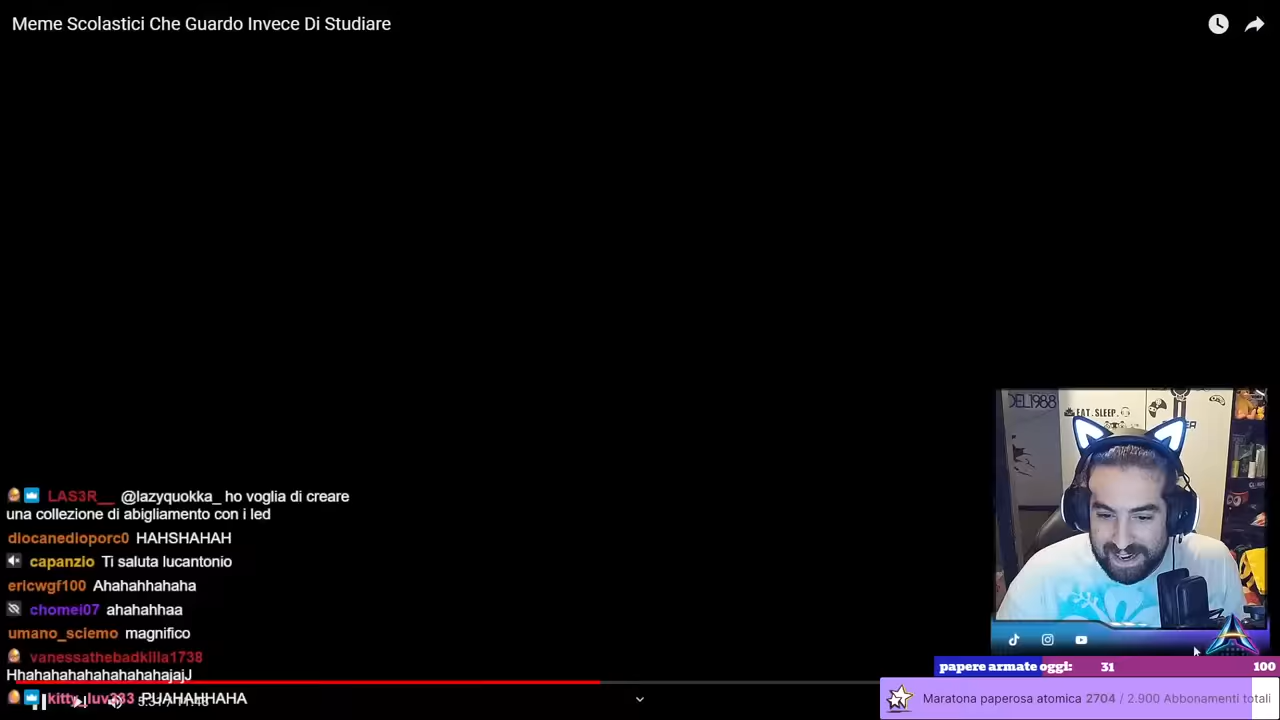 Meme Scolastici Che Guardo Invece Di Studiare
DEL1988
EAT.SLEEP.
LAS3R__ @lazyquokka_ ho voglia di creare
una collezione di abigliamento con i led
diocanedioporc0 HAHSHAHAH
capanzio Ti saluta lucantonio
ericwgf100 Ahahahhahaha
chomei07 ahahahhaa
umano_sciemo magnifico
vanessathebadkilla1738
HhahahahahahahahajajJ
kitty_luv333 PUAHAHHAHA
papere armate oggi: 31 100
Maratona paperosa atomica 2704 / 2.900 Abbonamenti totali